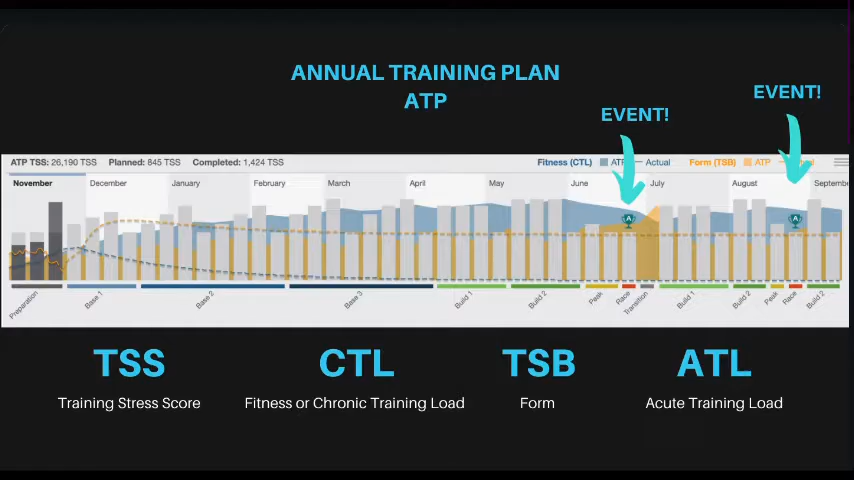 ANNUAL TRAINING PLAN
ATP
EVENT!
EVENT!
ATP TSS: 26,190 TSS Planned: 845 TSS Completed: 1,424 TSS
Fitness (CTL) ATP Actual Form (TSB) ATP
November December January February March April May June July August September
A A
Preparation Base 1 Base 2 Base 3 Build 1 Build 2 Peak Race Transition Build 1 Build 2 Peak Race Build 2
TSS CTL TSB ATL
Training Stress Score Fitness or Chronic Training Load Form Acute Training Load